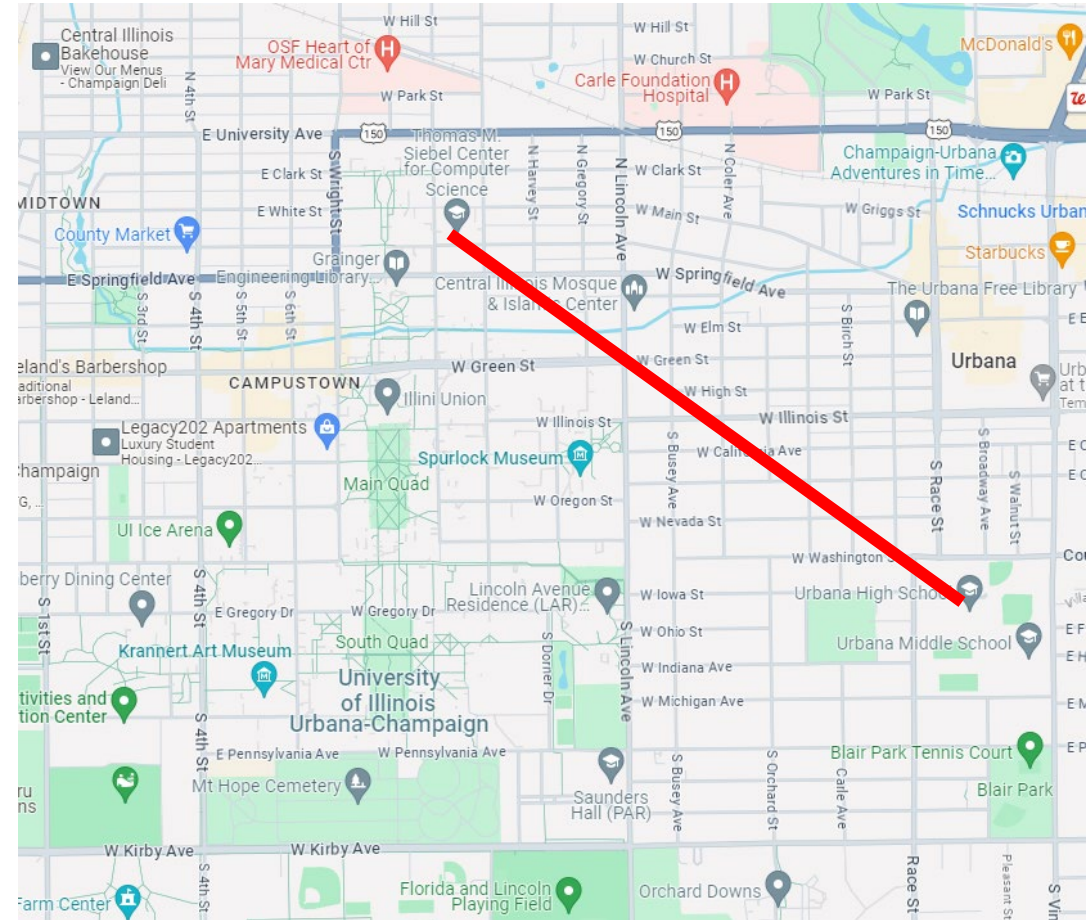 W Hill St
W Hill St
Central Illinois
Bakehouse
View Our Menus
- Champaign Deli
OSF Heart of
Mary Medical Ctr
McDonald's
W Church St
Carle Foundation
Hospital
N 4th St
W Park St
W Park St
E University Ave
150
150
150
Thomas M.
Siebel Center
for Computer
Science
S Wright St
N Harvey St
N Gregory St
N Lincoln Ave
N Coler Ave
Champaign-Urbana
Adventures in Time...
E Clark St
W Clark St
MIDTOWN
E White St
W Main St
W Griggs St
Schnucks Urban
County Market
Starbucks
Grainger
Engineering Library...
E Springfield Ave
Central Illinois Mosque
& Islamic Center
W Springfield Ave
The Urbana Free Library
S 3rd St
S 4th St
S 5th St
S 6th St
W Elm St
S Birch St
eland's Barbershop
aditional
arbershop - Leland...
W Green St
W Green St
Urbana
CAMPUSTOWN
Illini Union
W High St
Legacy202 Apartments
Luxury Student
Housing - Legacy202...
W Illinois St
W Illinois St
Champaign
Main Quad
Spurlock Museum
S Busey Ave
W California Ave
S Race St
S Broadway Ave
S Walnut St
W Oregon St
UI Ice Arena
W Nevada St
W Washington S
berry Dining Center
S 1st St
S 4th St
E Gregory Dr
W Gregory Dr
Lincoln Avenue
Residence (LAR)...
W Iowa St
Urbana High School
Krannert Art Museum
South Quad
S Dorner Dr
S Lincoln Ave
W Ohio St
Urbana Middle School
University
of Illinois
Urbana-Champaign
W Indiana Ave
tivities and
tion Center
W Michigan Ave
S 4th St
E Pennsylvania Ave
W Pennsylvania Ave
Blair Park Tennis Court
Mt Hope Cemetery
Saunders
Hall (PAR)
S Busey Ave
S Orchard St
Carle Ave
Blair Park
W Kirby Ave
W Kirby Ave
S 4th St
Race St
Pleasant S
S Vin
Farm Center
Florida and Lincoln
Playing Field
Orchard Downs